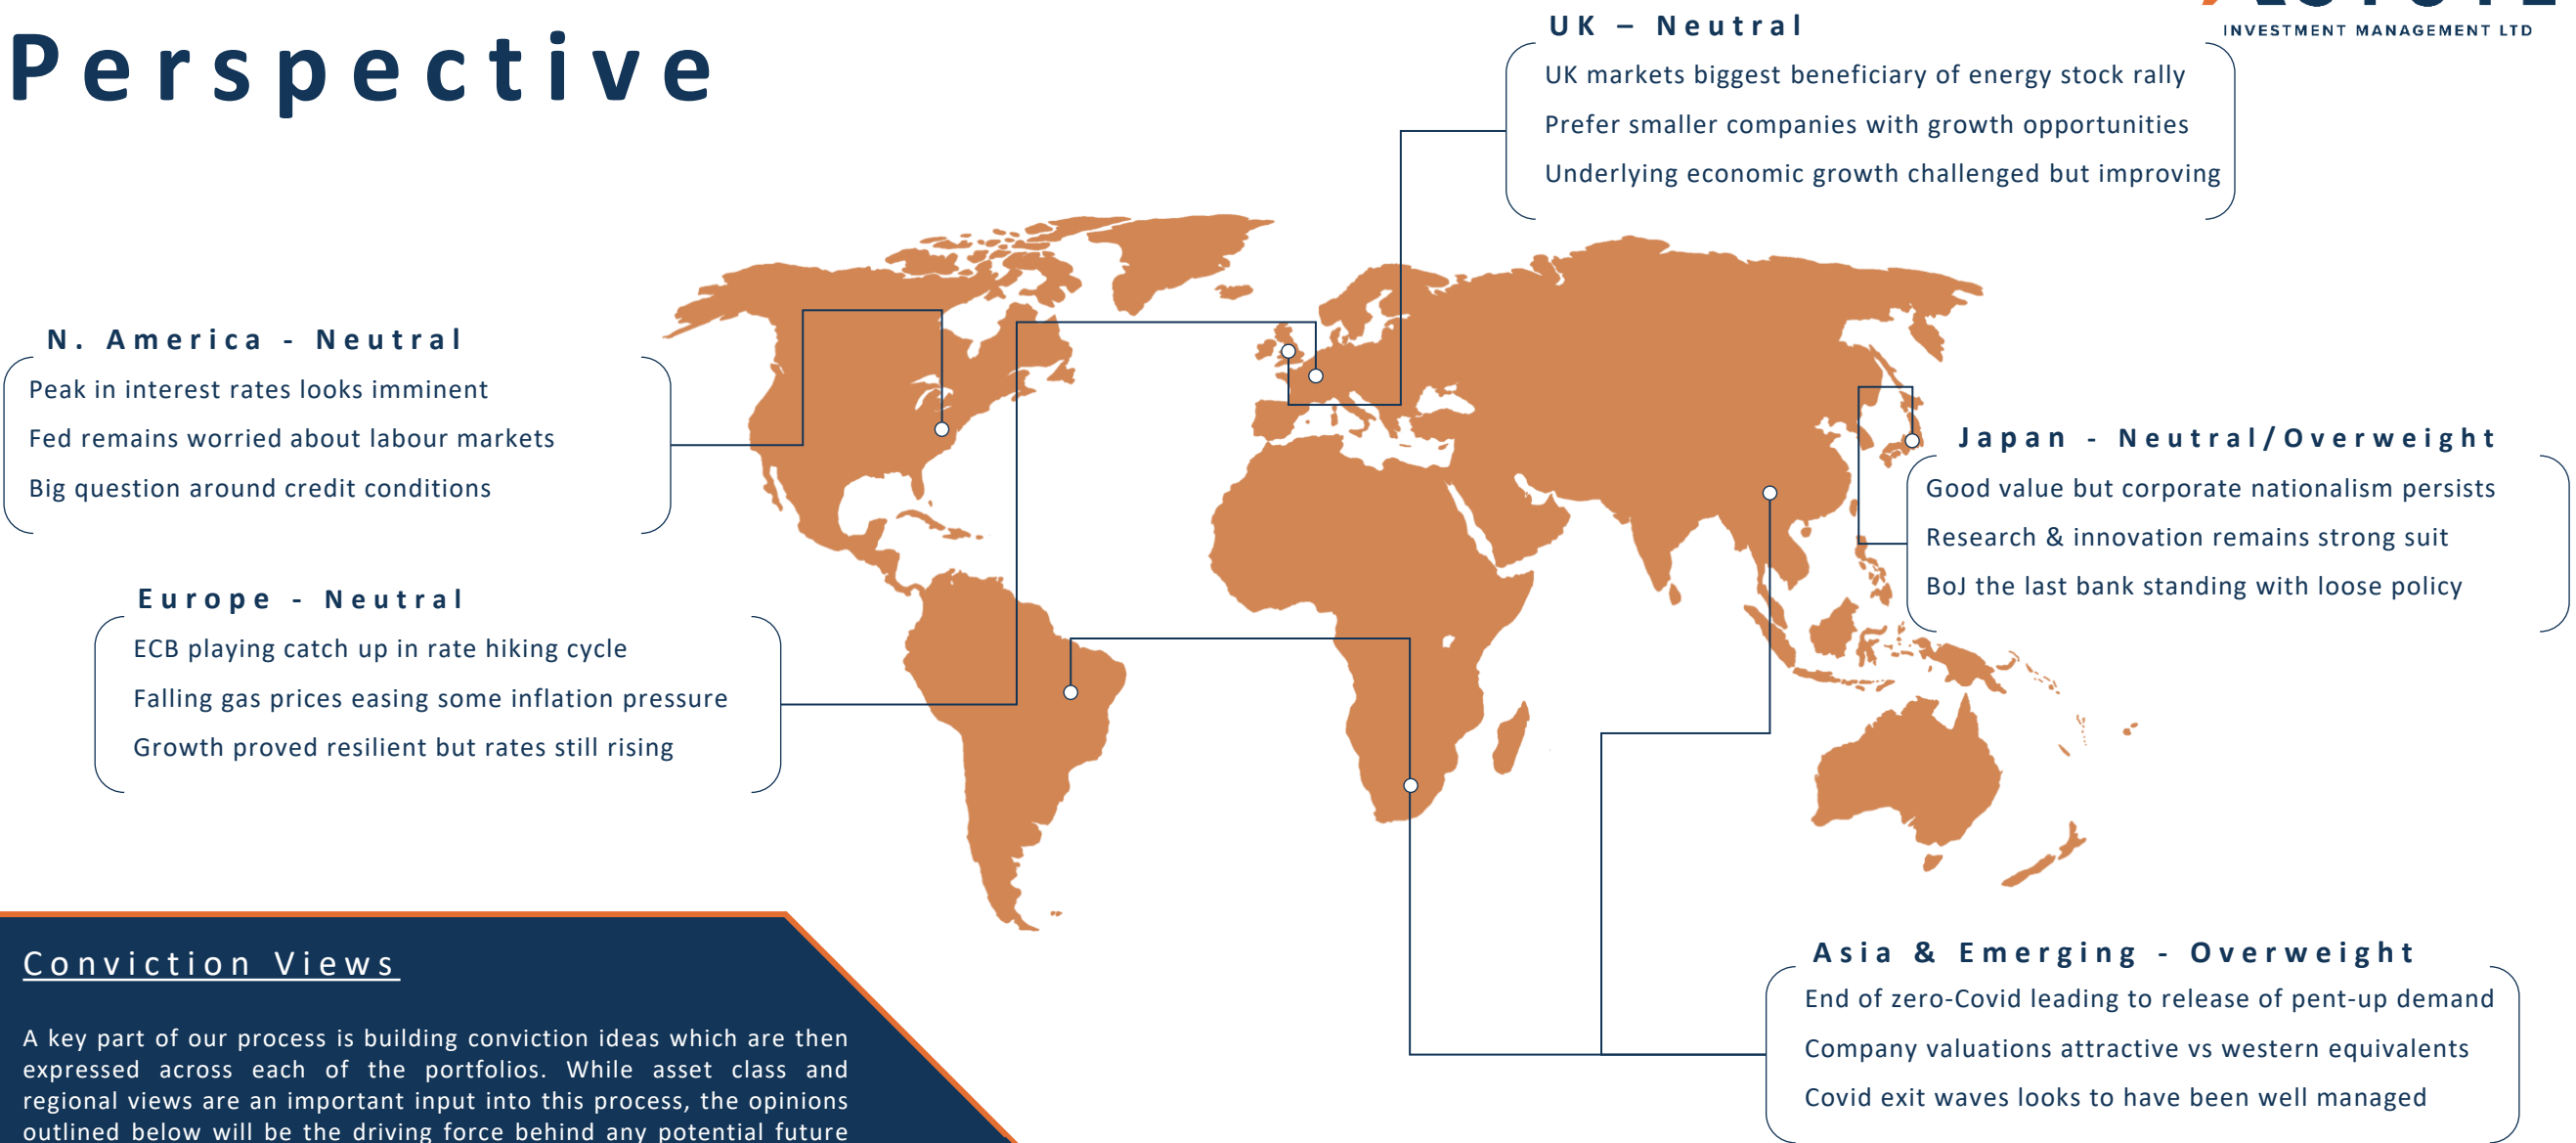 Perspective
INVESTMENT MANAGEMENT LTD
UK – Neutral
UK markets biggest beneficiary of energy stock rally
Prefer smaller companies with growth opportunities
Underlying economic growth challenged but improving
N. America - Neutral
Peak in interest rates looks imminent
Fed remains worried about labour markets
Big question around credit conditions
Japan - Neutral/Overweight
Good value but corporate nationalism persists
Research & innovation remains strong suit
BoJ the last bank standing with loose policy
Europe - Neutral
ECB playing catch up in rate hiking cycle
Falling gas prices easing some inflation pressure
Growth proved resilient but rates still rising
Asia & Emerging - Overweight
End of zero-Covid leading to release of pent-up demand
Company valuations attractive vs western equivalents
Covid exit waves looks to have been well managed
Conviction Views
A key part of our process is building conviction ideas which are then
expressed across each of the portfolios. While asset class and
regional views are an important input into this process, the opinions
outlined below will be the driving force behind any potential future